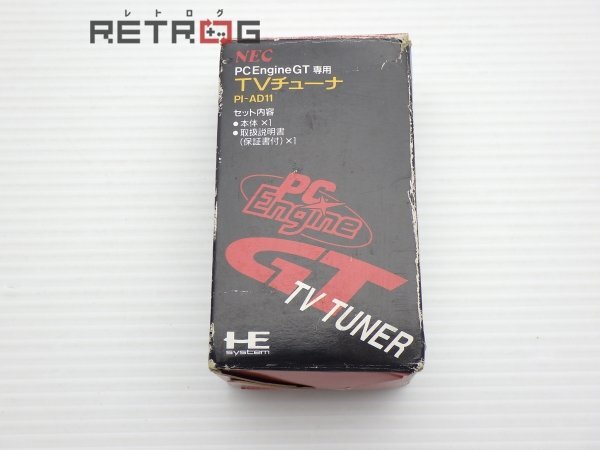 レトログ
RETROG
NEC
PCEngineGT 専用
TVチューナ
PI-AD11
セット内容
● 本体 ×1
● 取扱説明書
(保証書付) ×1
PC
Engine
GT
TV TUNER
HE
system